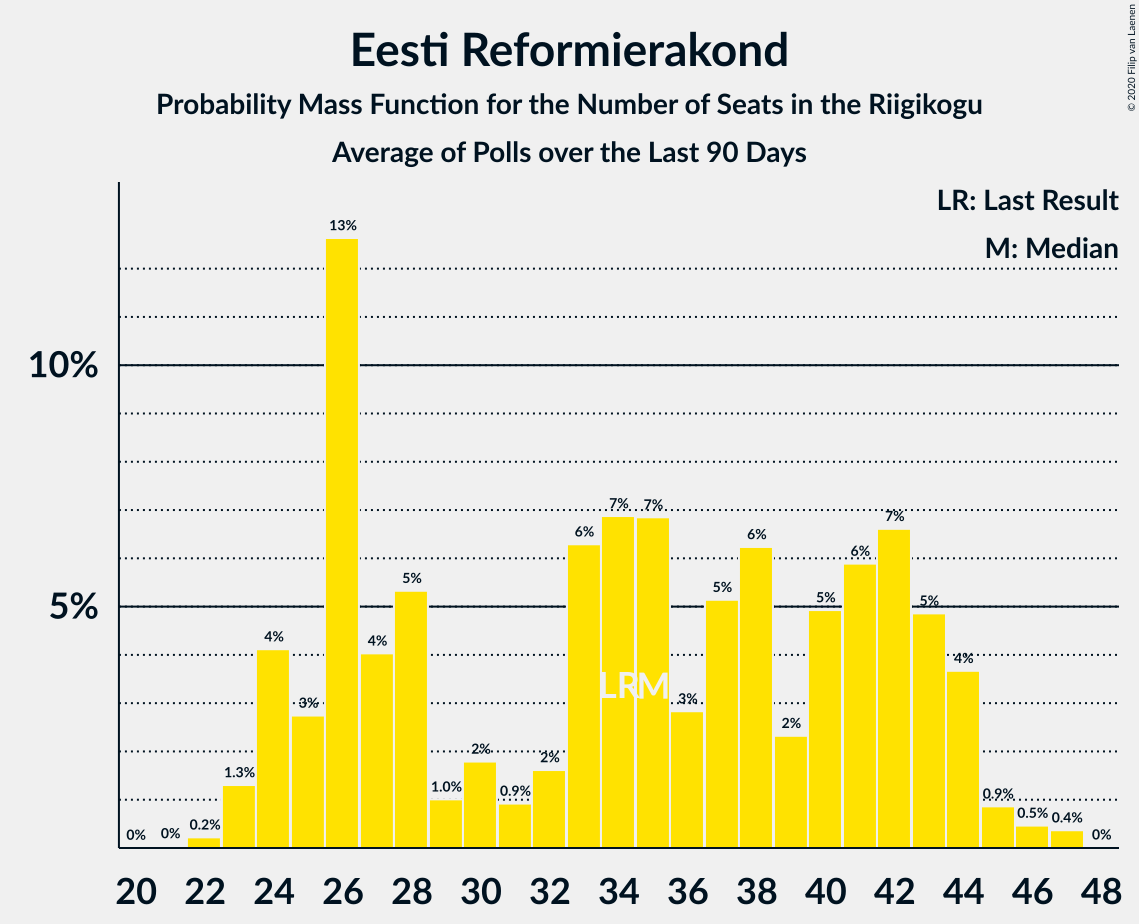 © 2020 Filip van Laenen
Eesti Reformierakond
Probability Mass Function for the Number of Seats in the Riigikogu
Average of Polls over the Last 90 Days
LR: Last Result
M: Median
10%
5%
0% 0% 0.2% 1.3% 4% 3% 13% 4% 5% 1.0% 2% 0.9% 2% 6% 7% 7% 3% 5% 6% 2% 5% 6% 7% 5% 4% 0.9% 0.5% 0.4% 0%
LR M
20 22 24 26 28 30 32 34 36 38 40 42 44 46 48